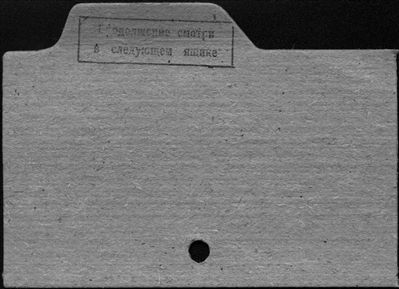 Продолжение смотри
в следующем ящике